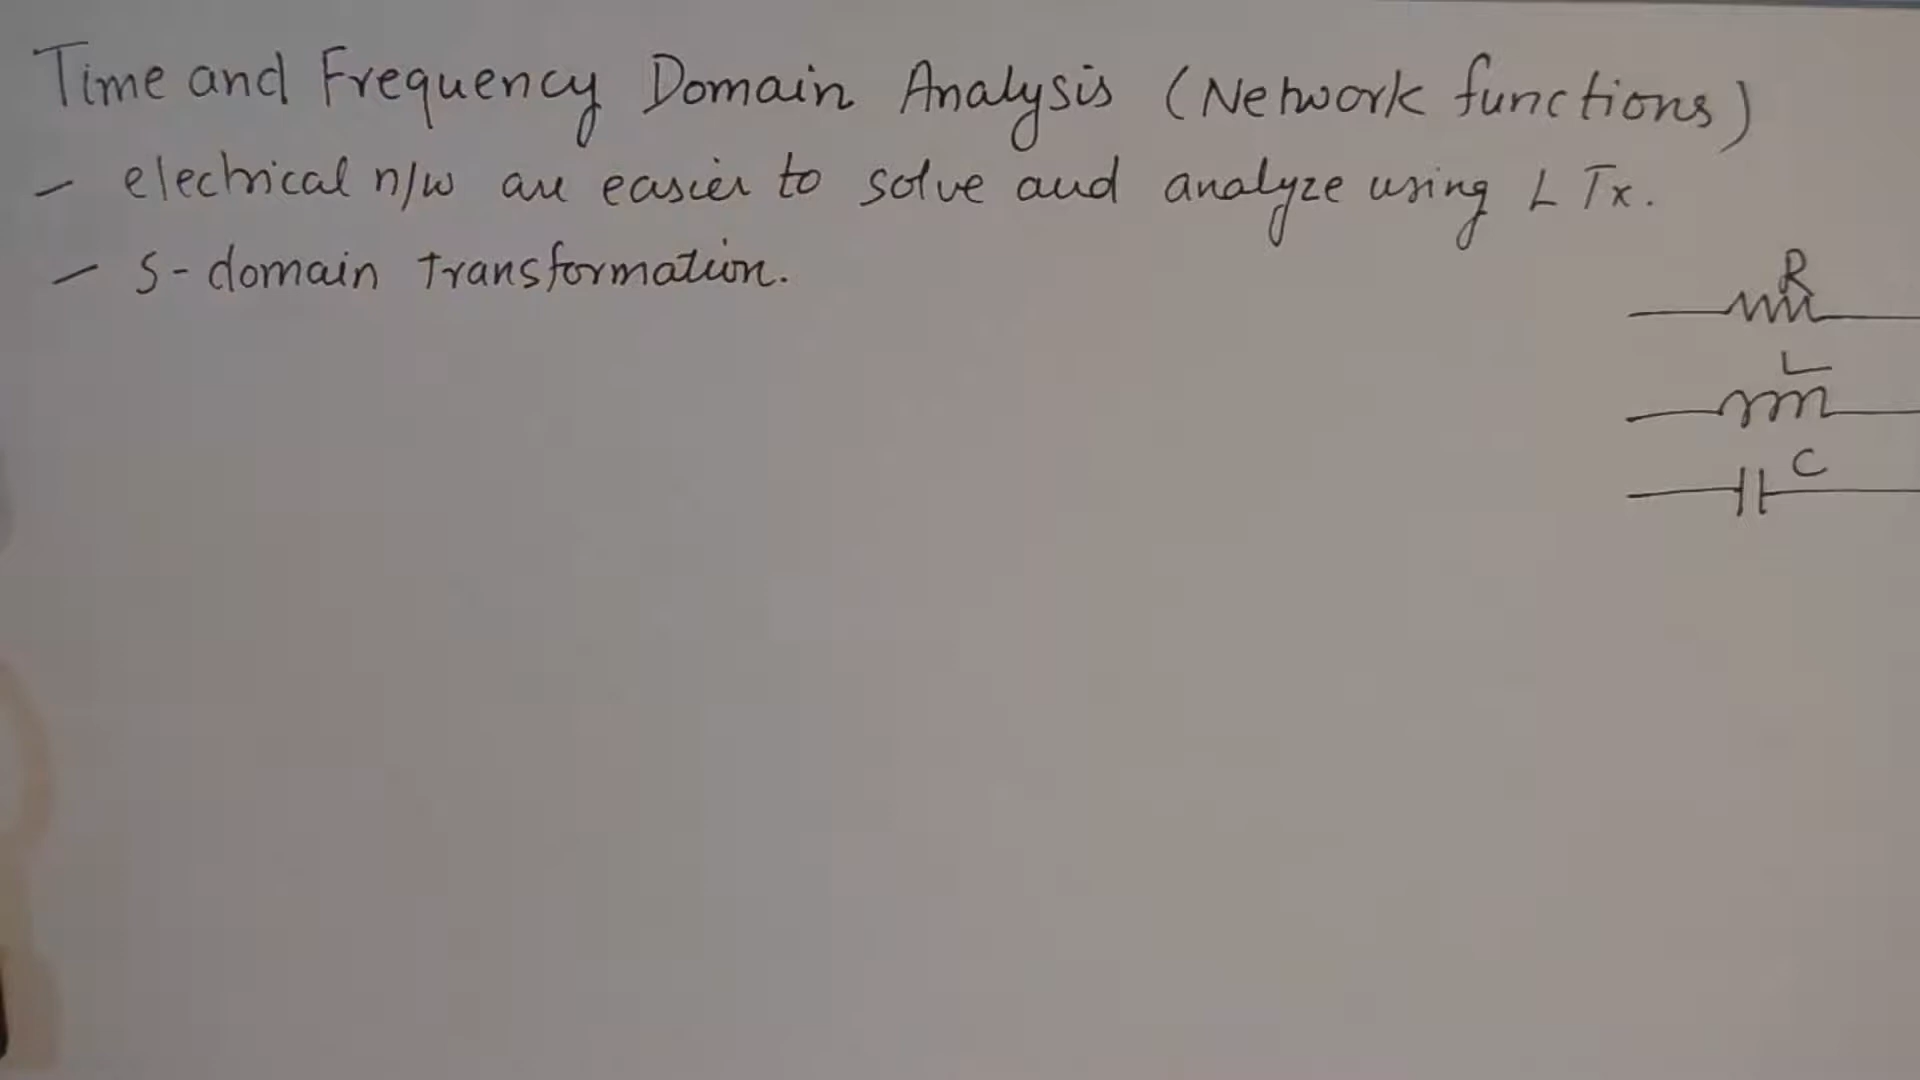 Time and Frequency Domain Analysis (Network functions)
- electrical n/w are easier to solve and analyze using L Tx.
- S-domain transformation.
R
L
C